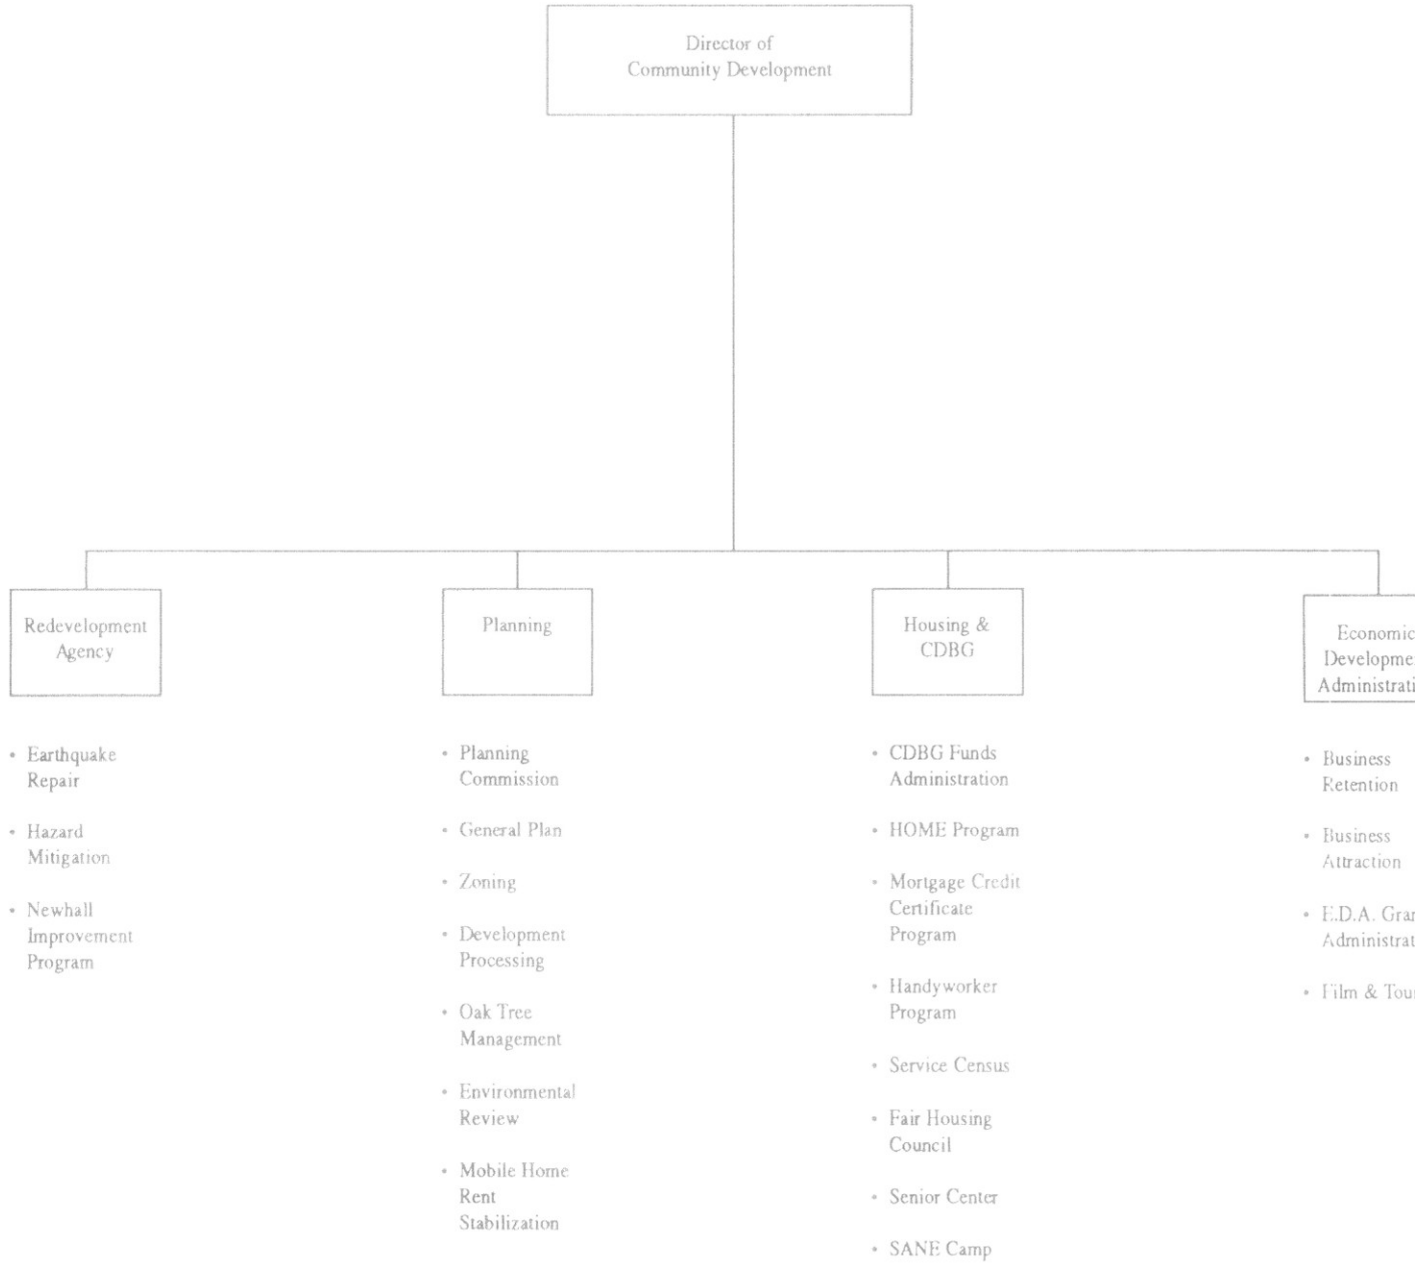 Director of
Community Development
Redevelopment
Agency
• Earthquake
Repair
• Hazard
Mitigation
• Newhall
Improvement
Program
Planning
• Planning
Commission
• General Plan
• Zoning
• Development
Processing
• Oak Tree
Management
• Environmental
Review
• Mobile Home
Rent
Stabilization
Housing &
CDBG
• CDBG Funds
Administration
• HOME Program
• Mortgage Credit
Certificate
Program
• Handyworker
Program
• Service Census
• Fair Housing
Council
• Senior Center
• SANE Camp
Economic
• Business
Retention
• Business
Attraction
• E.D.A.
• Film &